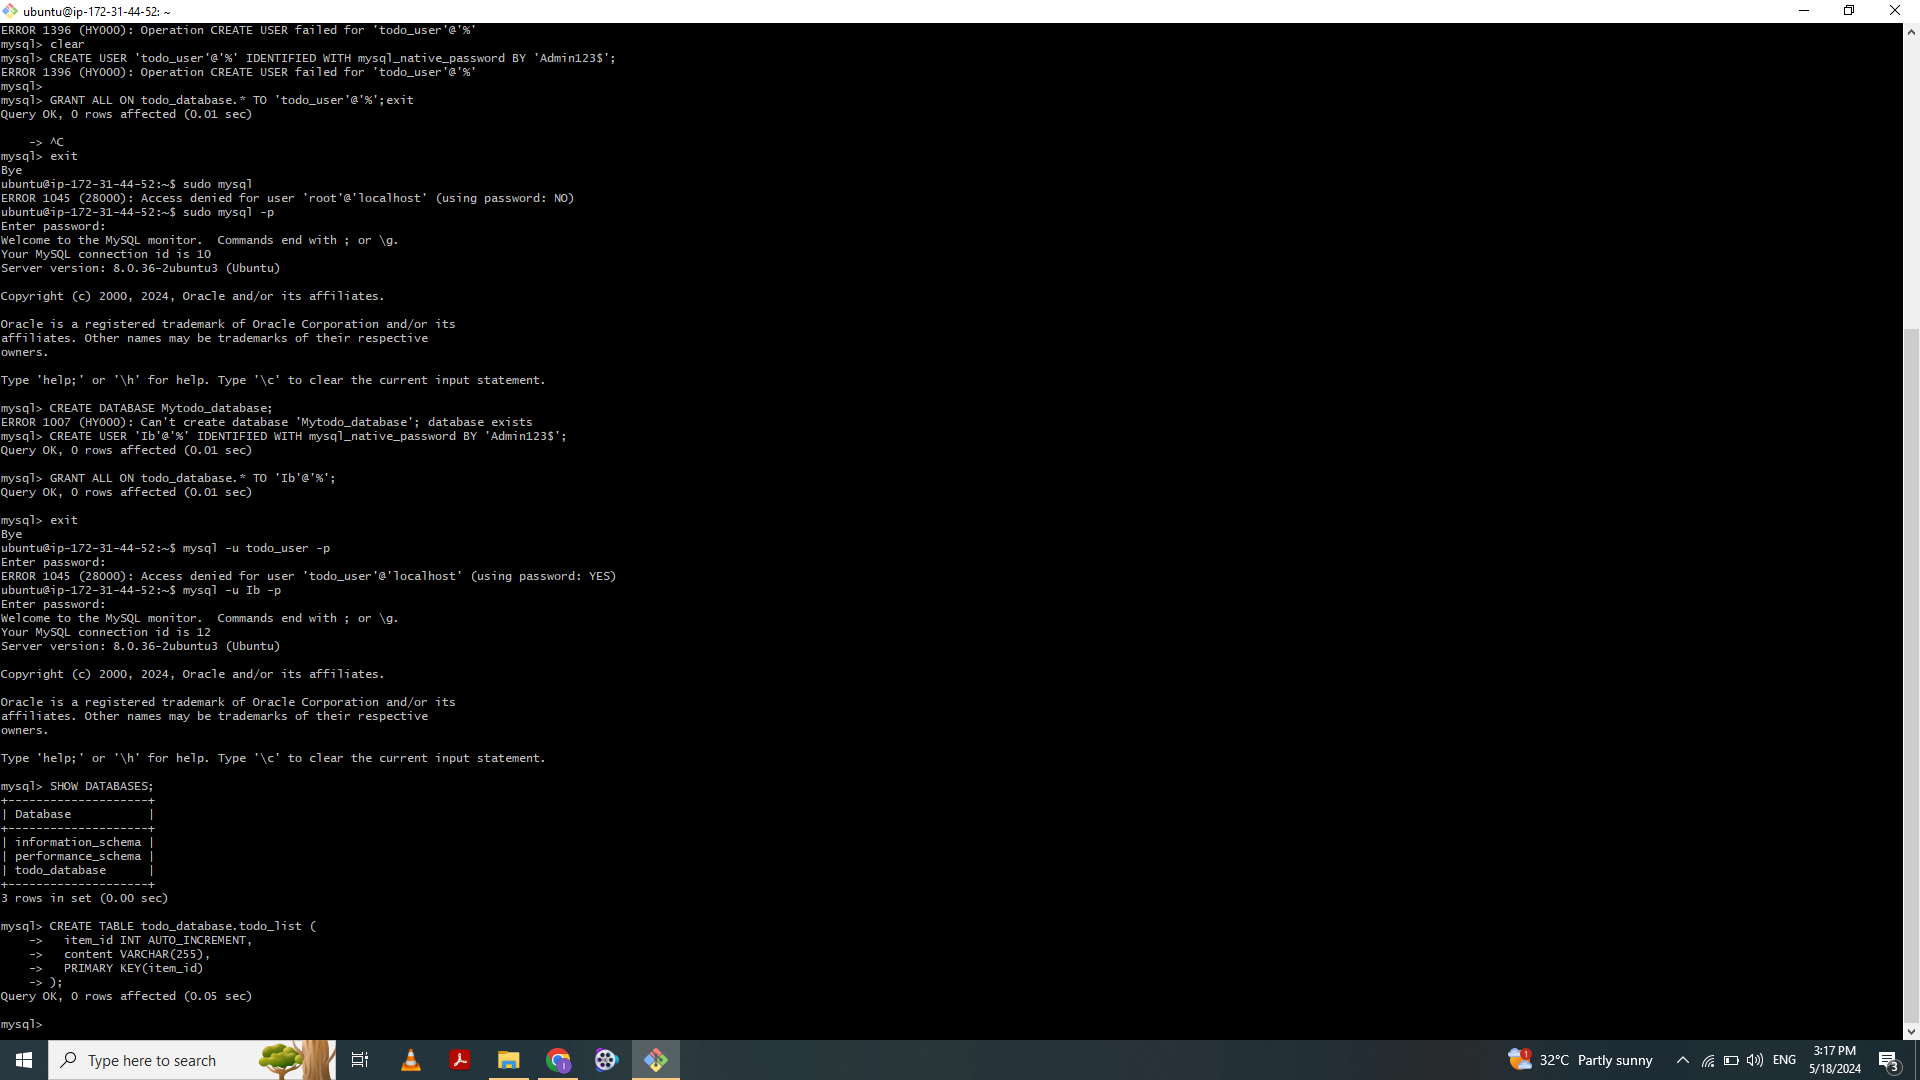 ubuntu@ip-172-31-44-52: ~
ERROR 1396 (HY000): Operation CREATE USER failed for 'todo_user'@'%'
mysql> clear
mysql> CREATE USER 'todo_user'@'%' IDENTIFIED WITH mysql_native_password BY 'Admin123$';
ERROR 1396 (HY000): Operation CREATE USER failed for 'todo_user'@'%'
mysql>
mysql> GRANT ALL ON todo_database.* TO 'todo_user'@'%';exit
Query OK, 0 rows affected (0.01 sec)
    -> ^C
mysql> exit
Bye
ubuntu@ip-172-31-44-52:~$ sudo mysql
ERROR 1045 (28000): Access denied for user 'root'@'localhost' (using password: NO)
ubuntu@ip-172-31-44-52:~$ sudo mysql -p
Enter password:
Welcome to the MySQL monitor.  Commands end with ; or \g.
Your MySQL connection id is 10
Server version: 8.0.36-2ubuntu3 (Ubuntu)
Copyright (c) 2000, 2024, Oracle and/or its affiliates.
Oracle is a registered trademark of Oracle Corporation and/or its
affiliates. Other names may be trademarks of their respective
owners.
Type 'help;' or '\h' for help. Type '\c' to clear the current input statement.
mysql> CREATE DATABASE Mytodo_database;
ERROR 1007 (HY000): Can't create database 'Mytodo_database'; database exists
mysql> CREATE USER 'Ib'@'%' IDENTIFIED WITH mysql_native_password BY 'Admin123$';
Query OK, 0 rows affected (0.01 sec)
mysql> GRANT ALL ON todo_database.* TO 'Ib'@'%';
Query OK, 0 rows affected (0.01 sec)
mysql> exit
Bye
ubuntu@ip-172-31-44-52:~$ mysql -u todo_user -p
Enter password:
ERROR 1045 (28000): Access denied for user 'todo_user'@'localhost' (using password: YES)
ubuntu@ip-172-31-44-52:~$ mysql -u Ib -p
Enter password:
Welcome to the MySQL monitor.  Commands end with ; or \g.
Your MySQL connection id is 12
Server version: 8.0.36-2ubuntu3 (Ubuntu)
Copyright (c) 2000, 2024, Oracle and/or its affiliates.
Oracle is a registered trademark of Oracle Corporation and/or its
affiliates. Other names may be trademarks of their respective
owners.
Type 'help;' or '\h' for help. Type '\c' to clear the current input statement.
mysql> SHOW DATABASES;
+--------------------+
| Database           |
+--------------------+
| information_schema |
| performance_schema |
| todo_database      |
+--------------------+
3 rows in set (0.00 sec)
mysql> CREATE TABLE todo_database.todo_list (
    ->   item_id INT AUTO_INCREMENT,
    ->   content VARCHAR(255),
    ->   PRIMARY KEY(item_id)
    -> );
Query OK, 0 rows affected (0.05 sec)
mysql>
Type here to search
1
32°C Partly sunny
ENG
3:17 PM
5/18/2024
3